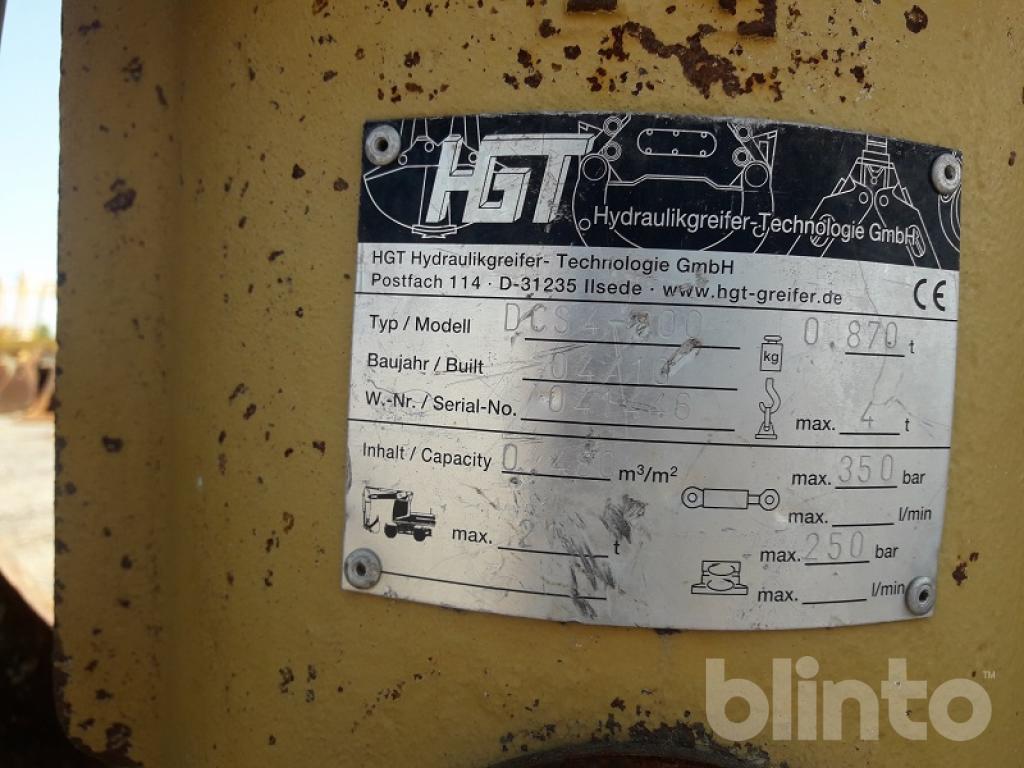 HGT
Hydraulikgreifer-Technologie GmbH
HGT Hydraulikgreifer- Technologie GmbH
Postfach 114 · D-31235 Ilsede · www.hgt-greifer.de
CE
Typ / Modell
kg
0.870 t
Baujahr / Built
W.-Nr. / Serial-No.
max. 4 t
Inhalt / Capacity m³/m²
max. 350 bar
max. l/min
max. 2 t
max. 250 bar
max. l/min
blinto™